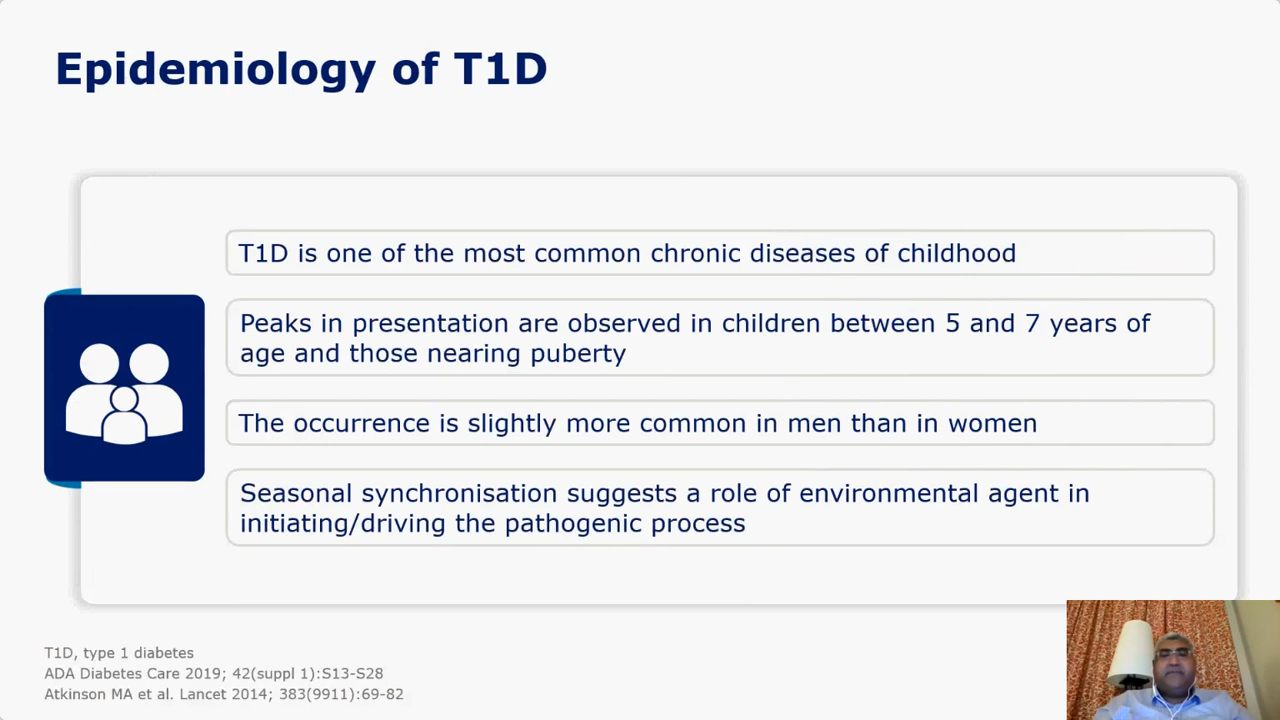 Epidemiology of T1D
T1D is one of the most common chronic diseases of childhood
Peaks in presentation are observed in children between 5 and 7 years of
age and those nearing puberty
The occurrence is slightly more common in men than in women
Seasonal synchronisation suggests a role of environmental agent in
initiating/driving the pathogenic process
T1D, type 1 diabetes
ADA Diabetes Care 2019; 42(suppl 1):S13-S28
Atkinson MA et al. Lancet 2014; 383(9911):69-82